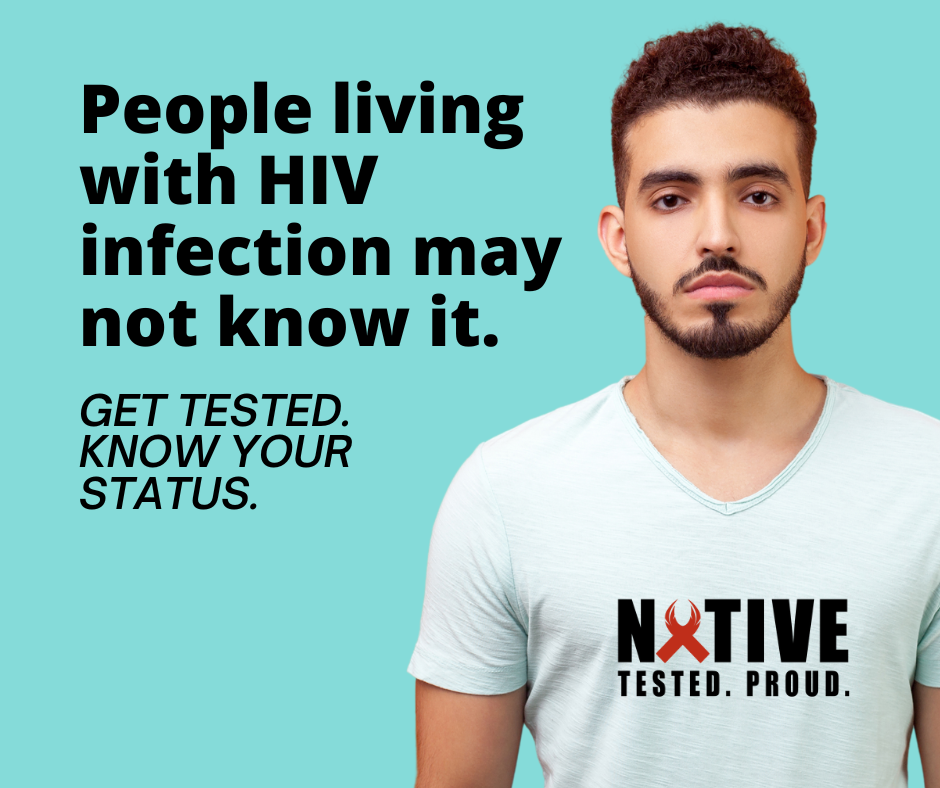 People living
with HIV
infection may
not know it.
GET TESTED.
KNOW YOUR
STATUS.
NATIVE
TESTED. PROUD.